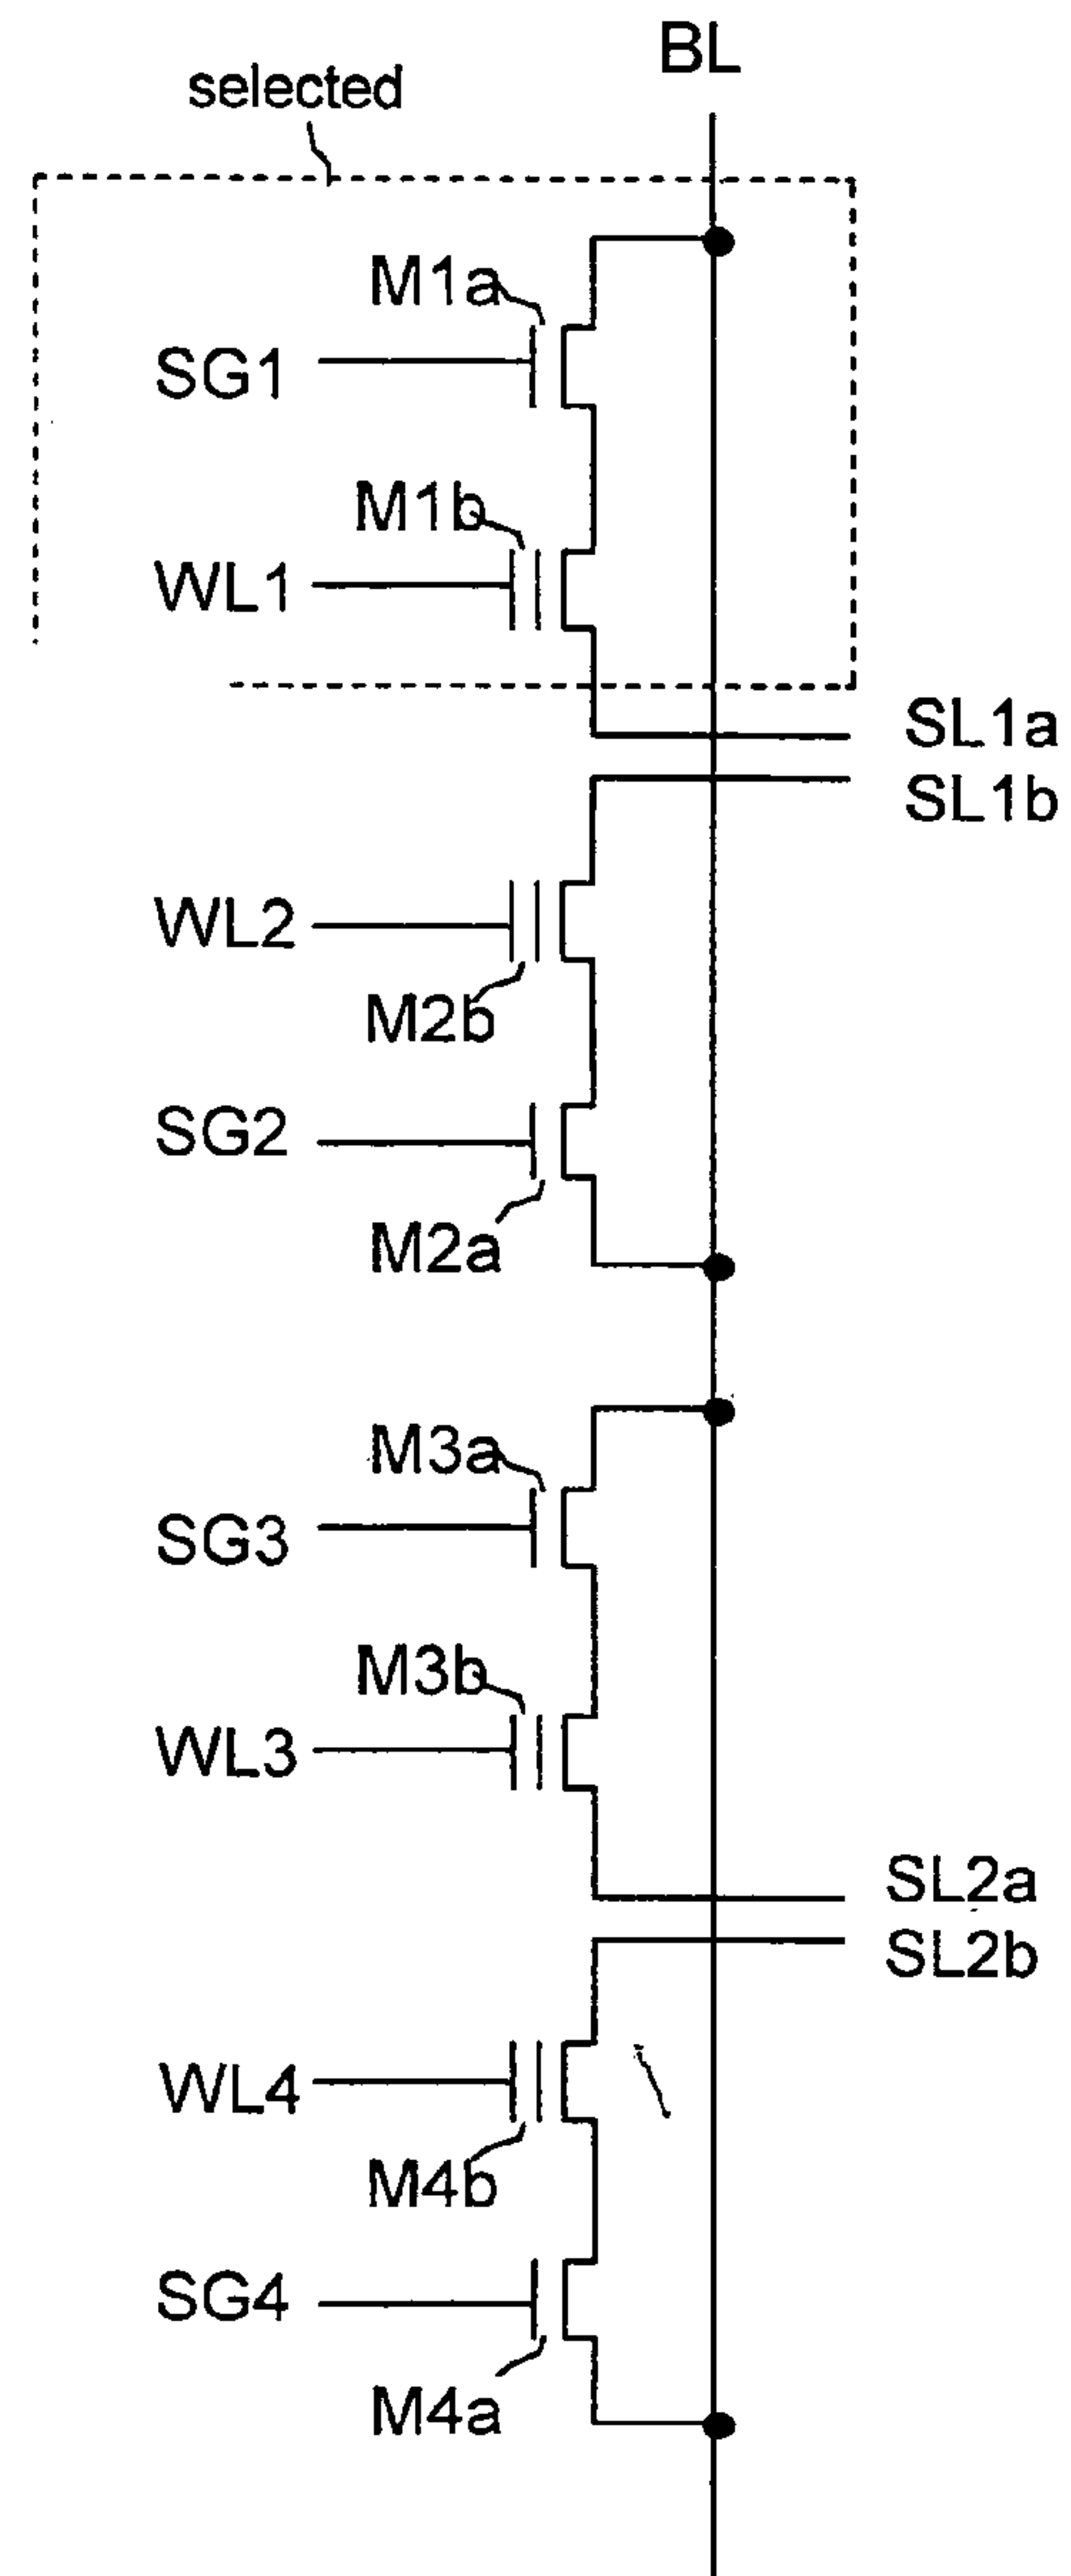 BL
selected
M1a
SG1
M1b
WL1
SL1a
SL1b
WL2
M2b
SG2
M2a
M3a
SG3
M3b
WL3
SL2a
SL2b
WL4
M4b
SG4
M4a